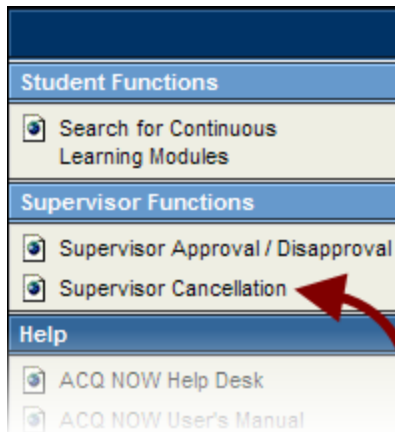 Student Functions
Search for Continuous
Learning Modules
Supervisor Functions
Supervisor Approval / Disapproval
Supervisor Cancellation
Help
ACQ NOW Help Desk
ACQ NOW User's Manual